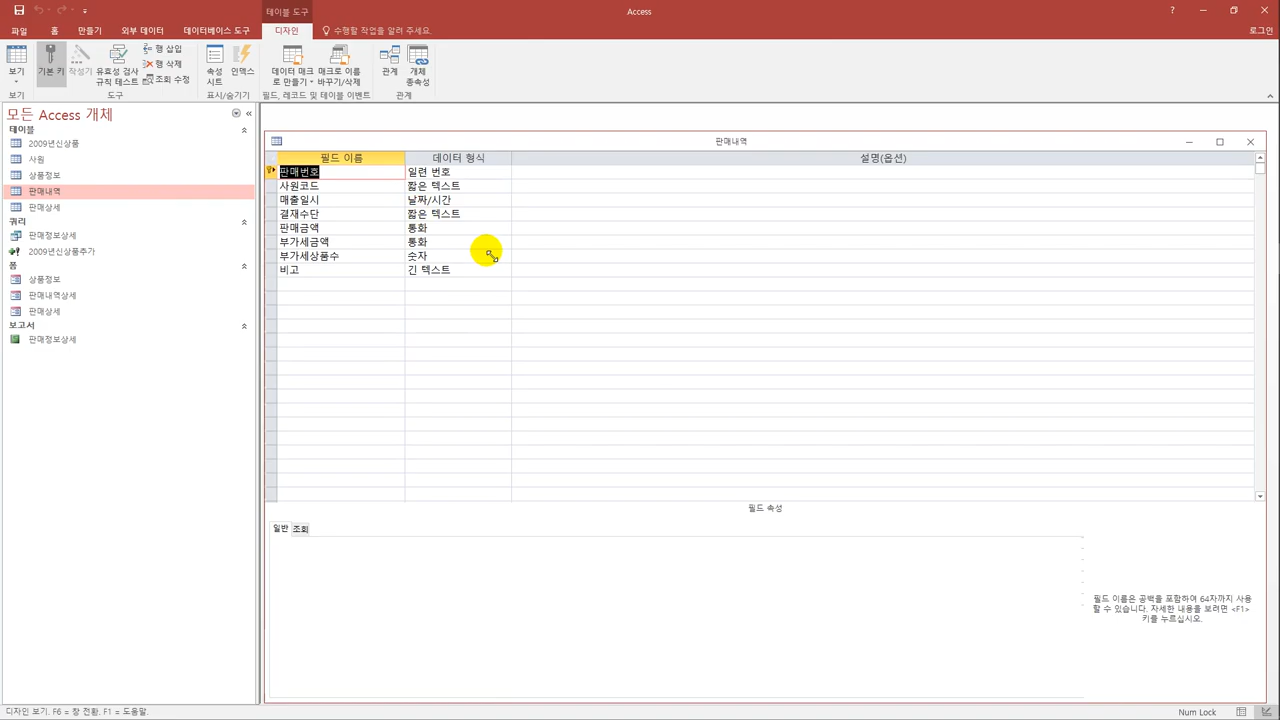 테이블 도구
Access
파일
홈
만들기
외부 데이터
데이터베이스 도구
디자인
수행할 작업을 알려 주세요.
로그인
보기
기본 키
작성기
유효성 검사 규칙 테스트
행 삽입
행 삭제
조회 수정
속성 시트
인덱스
데이터 매크로 만들기
매크로 이름 바꾸기/삭제
관계
개체 종속성
보기
도구
표시/숨기기
필드, 레코드 및 테이블 이벤트
관계
모든 Access 개체
테이블
2009년신상품
사원
상품정보
판매내역
판매상세
쿼리
판매정보상세
2009년신상품추가
폼
상품정보
판매내역상세
판매상세
보고서
판매정보상세
판매내역
필드 이름 데이터 형식 설명(옵션)
판매번호 일련 번호
사원코드 짧은 텍스트
매출일시 날짜/시간
결재수단 짧은 텍스트
판매금액 통화
부가세금액 통화
부가세상품수 숫자
비고 긴 텍스트
필드 속성
일반 조회
필드 이름은 공백을 포함하여 64자까지 사용
할 수 있습니다. 자세한 내용을 보려면 <F1>
키를 누르십시오.
디자인 보기. F6 = 창 전환. F1 = 도움말.
Num Lock